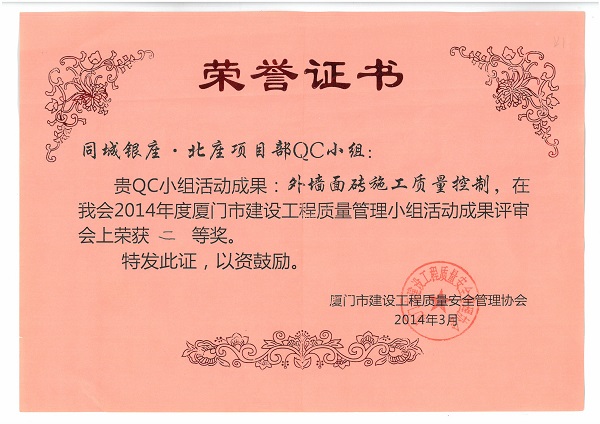 荣誉证书
同城银座·北座项目部QC小组：
贵QC小组活动成果：外墙面砖施工质量控制，在
我会2014年度厦门市建设工程质量管理小组活动成果评审
会上荣获 二 等奖。
特发此证，以资鼓励。
厦门市建设工程质量安全管理协会
2014年3月